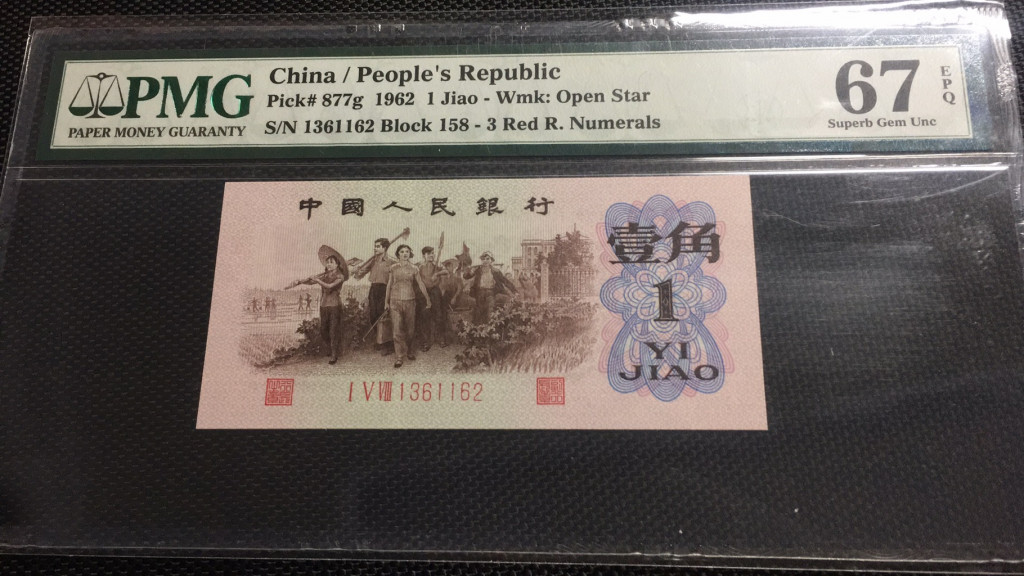 PMG
PAPER MONEY GUARANTY
China / People's Republic
Pick# 877g 1962 1 Jiao - Wmk: Open Star
S/N 1361162 Block 158 - 3 Red R. Numerals
67
EPQ
Superb Gem Unc
中國人民銀行
壹角
1
YI
JIAO
I V VIII 1361162